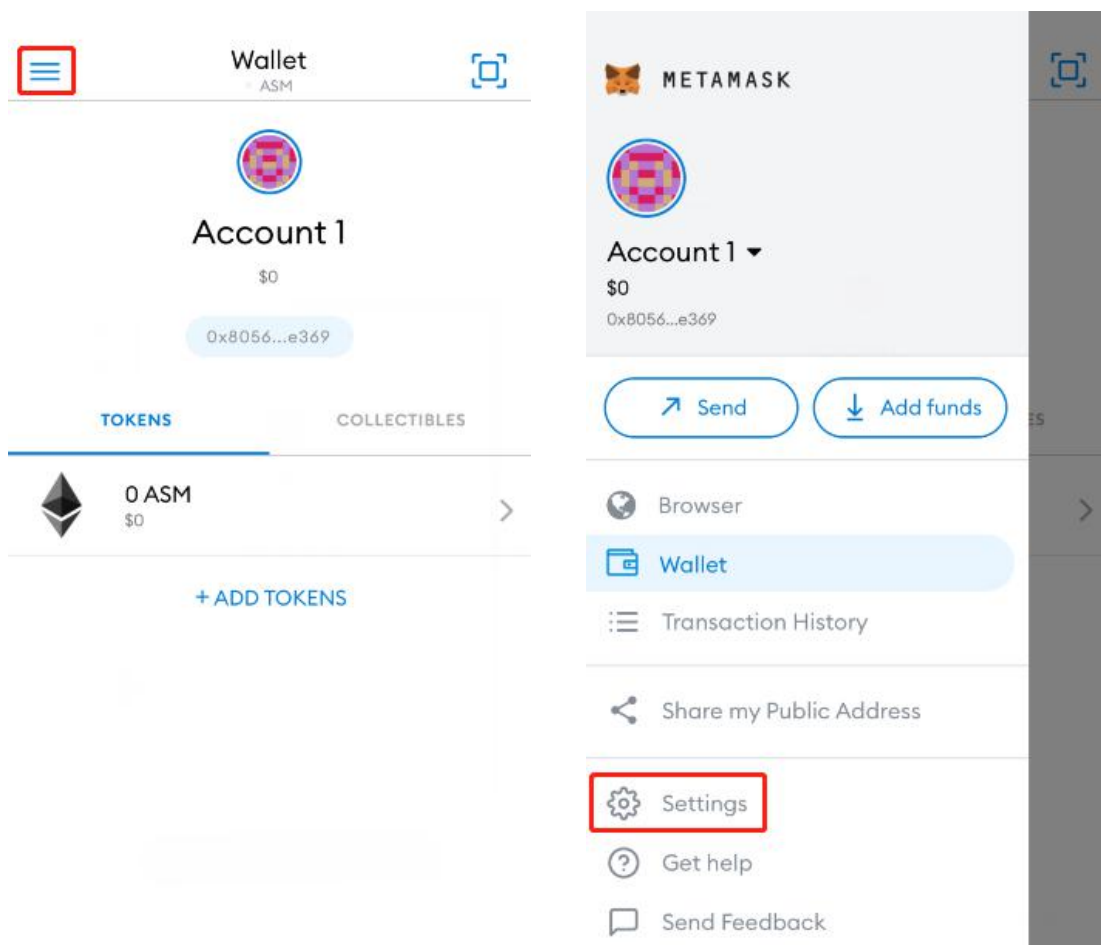 Wallet
ASM
Account 1
$0
0x8056...e369
TOKENS
COLLECTIBLES
0 ASM
$0
+ ADD TOKENS
METAMASK
Account 1
$0
0x8056...e369
Send
Add funds
ES
Browser
Wallet
Transaction History
Share my Public Address
Settings
Get help
Send Feedback